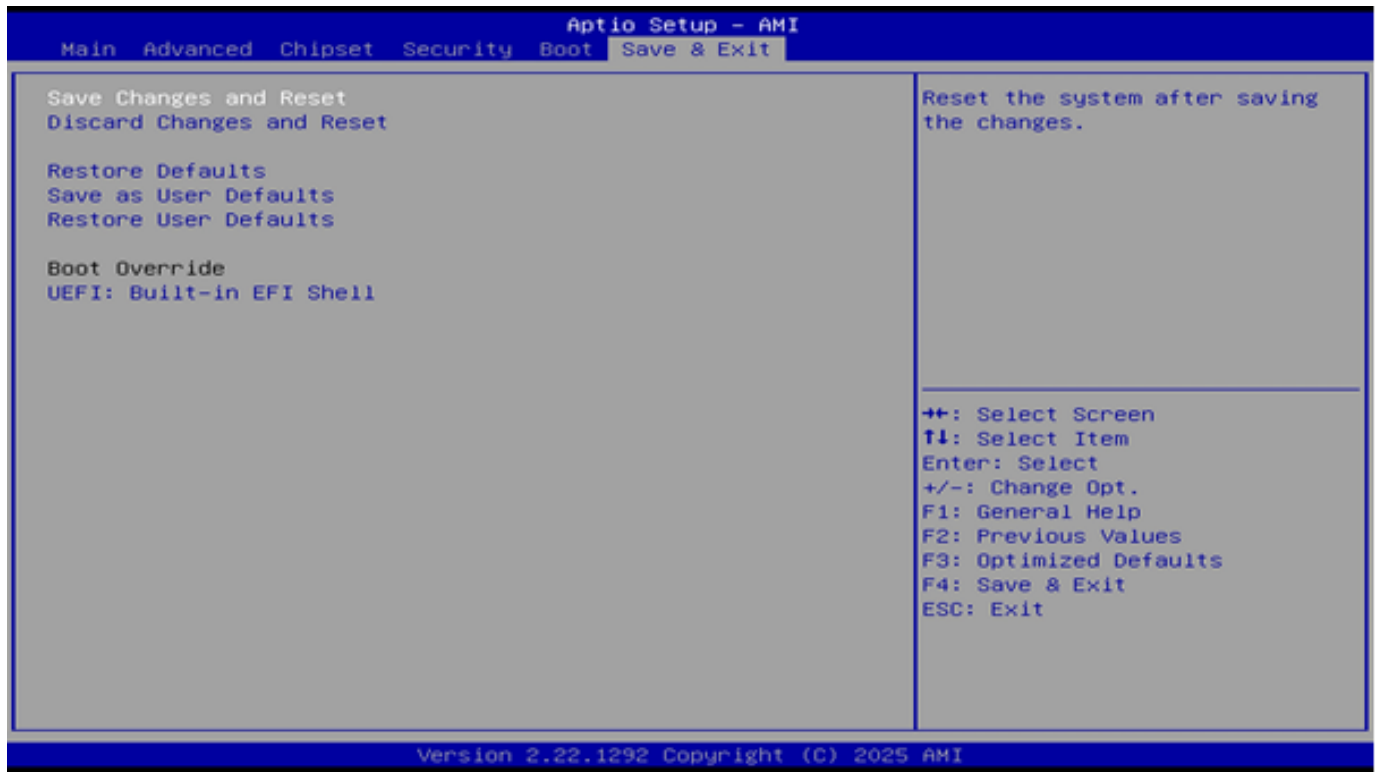 Aptio Setup – AMI
Main Advanced Chipset Security Boot Save & Exit
Save Changes and Reset
Discard Changes and Reset
Restore Defaults
Save as User Defaults
Restore User Defaults
Boot Override
UEFI: Built-in EFI Shell
Reset the system after saving
the changes.
→←: Select Screen
↑↓: Select Item
Enter: Select
+/-: Change Opt.
F1: General Help
F2: Previous Values
F3: Optimized Defaults
F4: Save & Exit
ESC: Exit
Version 2.22.1292 Copyright (C) 2025 AMI